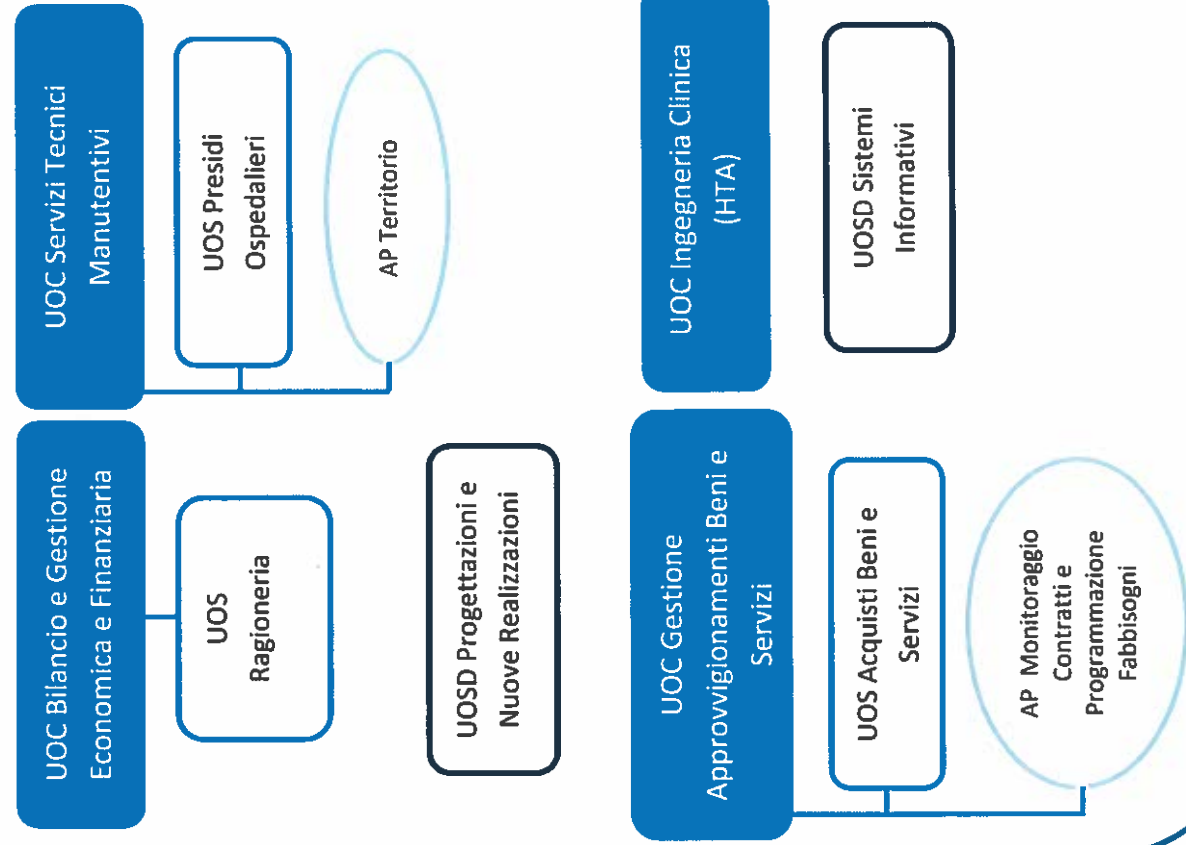 UOC Bilancio e Gestione
Economica e Finanziaria
UOS
Ragioneria
UOSD Progettazioni e
Nuove Realizzazioni
UOC Servizi Tecnici
Manutentivi
UOS Presidi
Ospedalieri
AP Territorio
UOC Gestione
Approvvigionamenti Beni e
Servizi
UOS Acquisti Beni e
Servizi
AP Monitoraggio
Contratti e
Programmazione
Fabbisogni
UOC Ingegneria Clinica
(HTA)
UOSD Sistemi
Informativi